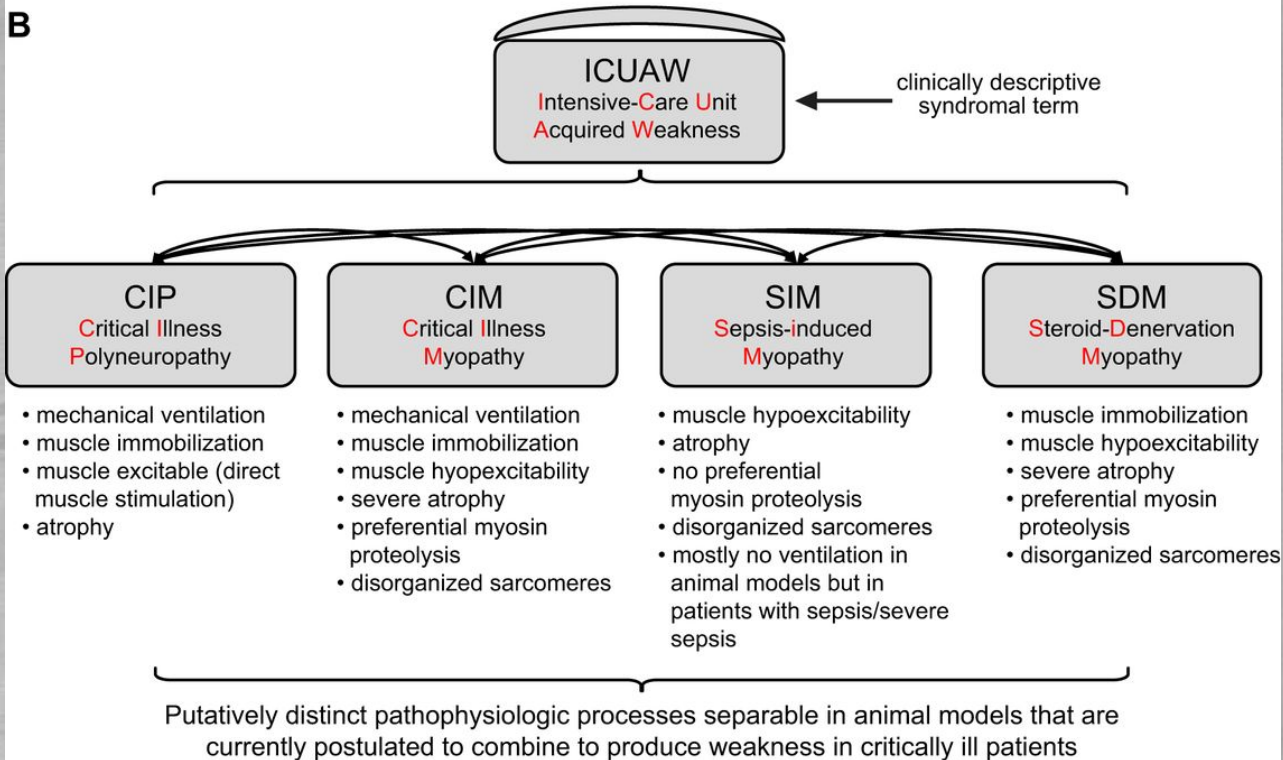 B
ICUAW
Intensive-Care Unit
Acquired Weakness
clinically descriptive
syndromal term
CIP
Critical Illness
Polyneuropathy
• mechanical ventilation
• muscle immobilization
• muscle excitable (direct
muscle stimulation)
• atrophy
CIM
Critical Illness
Myopathy
• mechanical ventilation
• muscle immobilization
• muscle hyopexcitability
• severe atrophy
• preferential myosin
proteolysis
• disorganized sarcomeres
SIM
Sepsis-induced
Myopathy
• muscle hypoexcitability
• atrophy
• no preferential
myosin proteolysis
• disorganized sarcomeres
• mostly no ventilation in
animal models but in
patients with sepsis/severe
sepsis
SDM
Steroid-Denervation
Myopathy
• muscle immobilization
• muscle hypoexcitability
• severe atrophy
• preferential myosin
proteolysis
• disorganized sarcomeres
Putatively distinct pathophysiologic processes separable in animal models that are
currently postulated to combine to produce weakness in critically ill patients